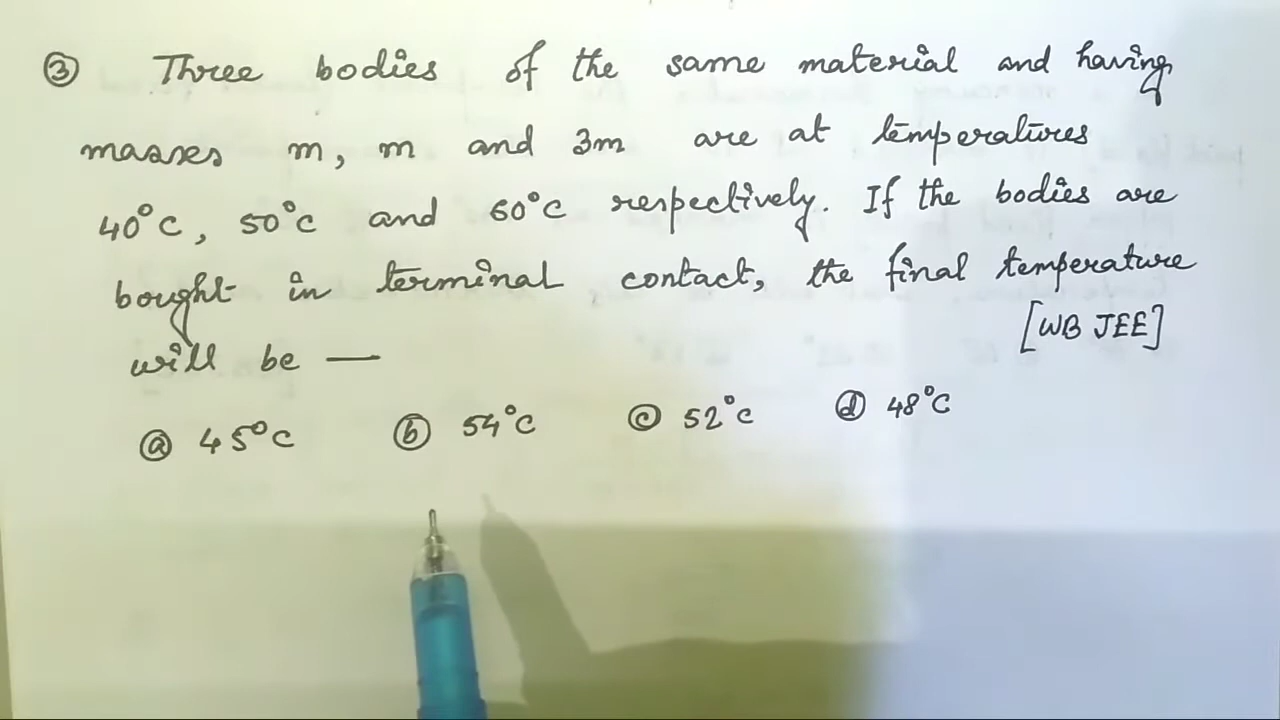 ③ Three bodies of the same material and having
masses m, m and 3m are at temperatures
40°C, 50°C and 60°C respectively. If the bodies are
bought in terminal contact, the final temperature
will be — [WB JEE]
ⓐ 45°C ⓑ 54°C ⓒ 52°C ⓓ 48°C